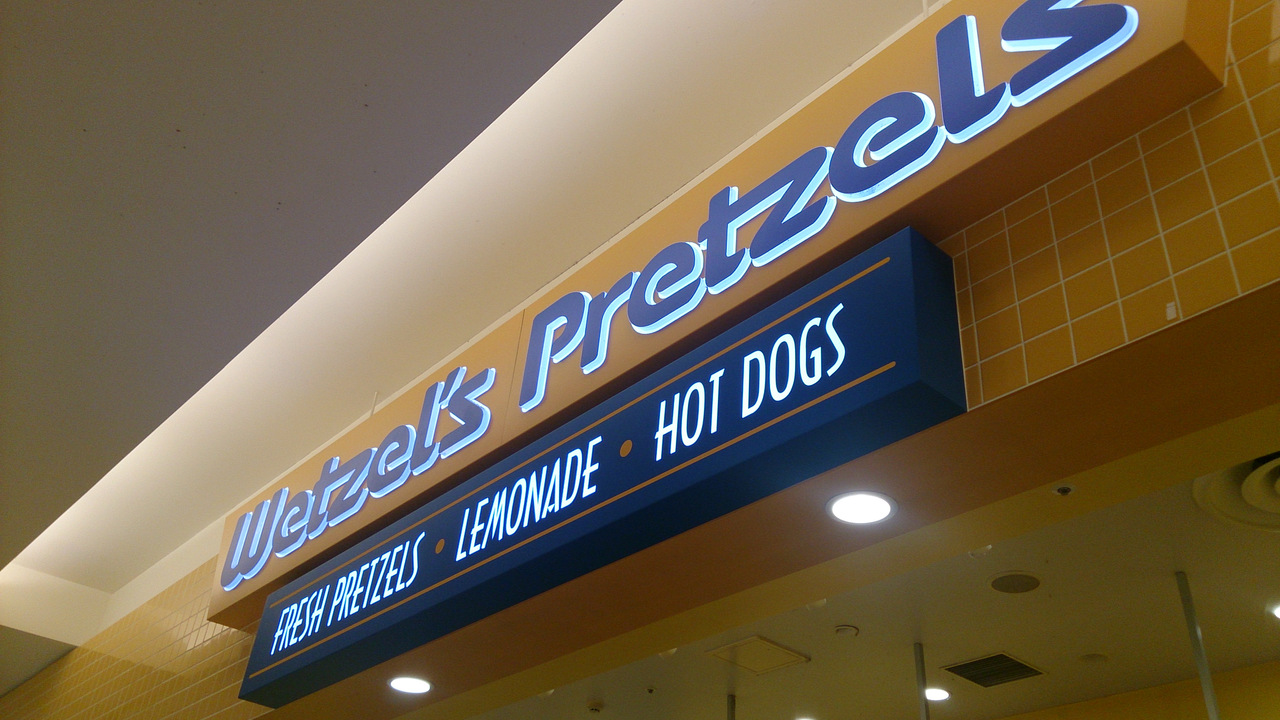 Wetzel's Pretzels
FRESH PRETZELS • LEMONADE • HOT DOGS